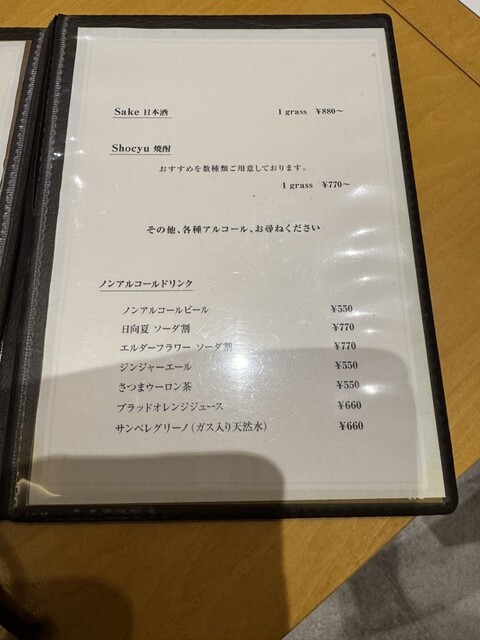 Sake 日本酒 1 grass ¥880～
Shocyu 焼酎
おすすめを数種類ご用意しております。
1 grass ¥770～
その他、各種アルコール、お尋ねください
ノンアルコールドリンク
ノンアルコールビール ¥550
日向夏 ソーダ割 ¥770
エルダーフラワー ソーダ割 ¥770
ジンジャーエール ¥550
さつまウーロン茶 ¥550
ブラッドオレンジジュース ¥660
サンペレグリーノ（ガス入り天然水） ¥660